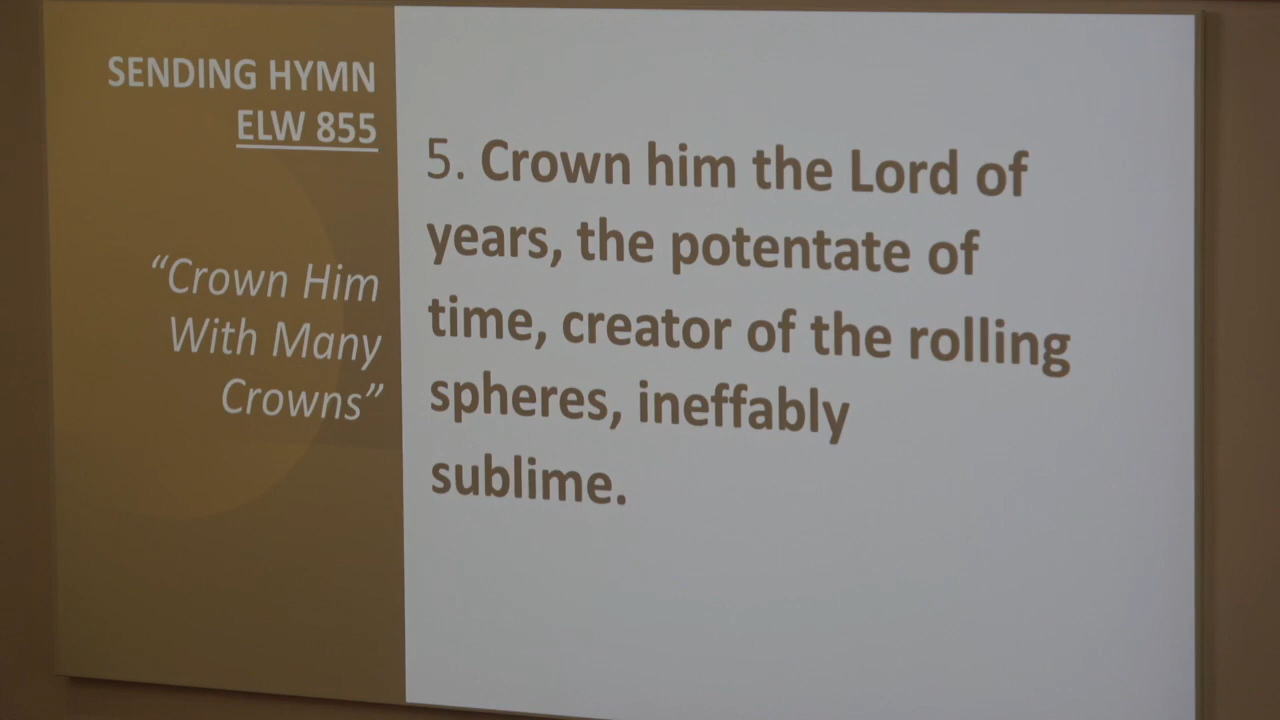 SENDING HYMN
ELW 855
“Crown Him
With Many
Crowns”
5. Crown him the Lord of
years, the potentate of
time, creator of the rolling
spheres, ineffably
sublime.